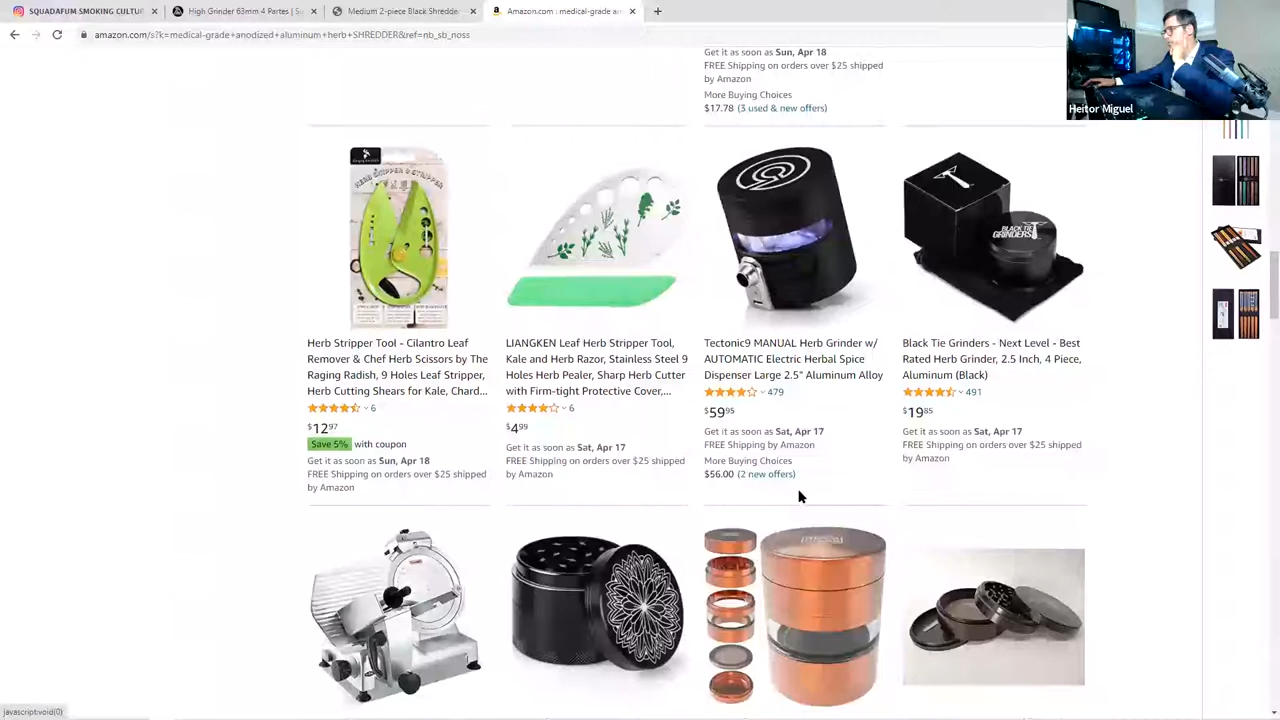 SQUADAFUM SMOKING CULTU
High Grinder 63mm 4 Partes | Su
Medium 2-piece Black Shredder
Amazon.com : medical-grade an
amazon.com/s?k=medical-grade+anodized+aluminum+herb+SHREDDER&ref=nb_sb_noss
Heitor Miguel
Get it as soon as Sun, Apr 18
FREE Shipping on orders over $25 shipped
by Amazon
More Buying Choices
$17.78 (3 used & new offers)
HERB STRIPPER & STRIPPER
BLACK TIE
GRINDERS
Herb Stripper Tool - Cilantro Leaf
Remover & Chef Herb Scissors by The
Raging Radish, 9 Holes Leaf Stripper,
Herb Cutting Shears for Kale, Chard...
6
$12.97
Save 5% with coupon
Get it as soon as Sun, Apr 18
FREE Shipping on orders over $25 shipped
by Amazon
LIANGKEN Leaf Herb Stripper Tool,
Kale and Herb Razor, Stainless Steel 9
Holes Herb Pealer, Sharp Herb Cutter
with Firm-tight Protective Cover,...
6
$4.99
Get it as soon as Sat, Apr 17
FREE Shipping on orders over $25 shipped
by Amazon
Tectonic9 MANUAL Herb Grinder w/
AUTOMATIC Electric Herbal Spice
Dispenser Large 2.5" Aluminum Alloy
479
$59.95
Get it as soon as Sat, Apr 17
FREE Shipping by Amazon
More Buying Choices
$56.00 (2 new offers)
Black Tie Grinders - Next Level - Best
Rated Herb Grinder, 2.5 Inch, 4 Piece,
Aluminum (Black)
491
$19.85
Get it as soon as Sat, Apr 17
FREE Shipping on orders over $25 shipped
by Amazon
javascript:void(0)